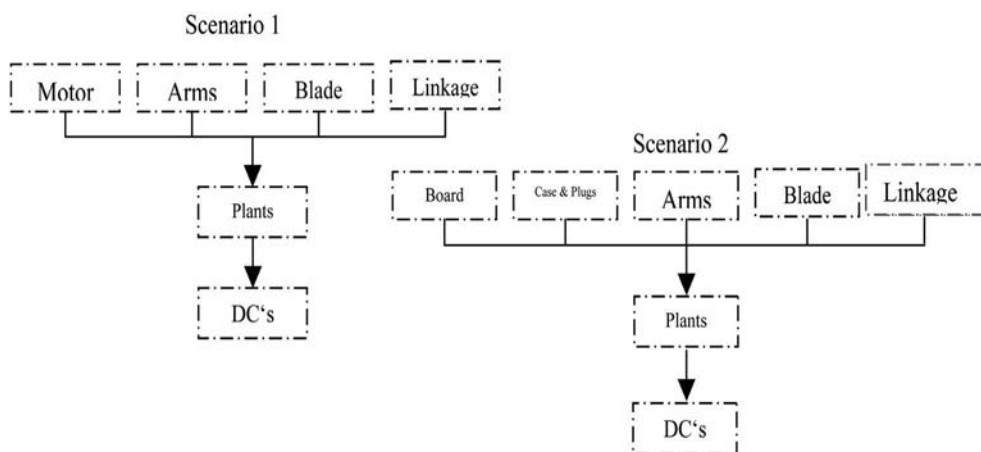 Scenario 1
Motor
Arms
Blade
Linkage
Plants
DC‘s
Scenario 2
Board
Case & Plugs
Arms
Blade
Linkage
Plants
DC‘s